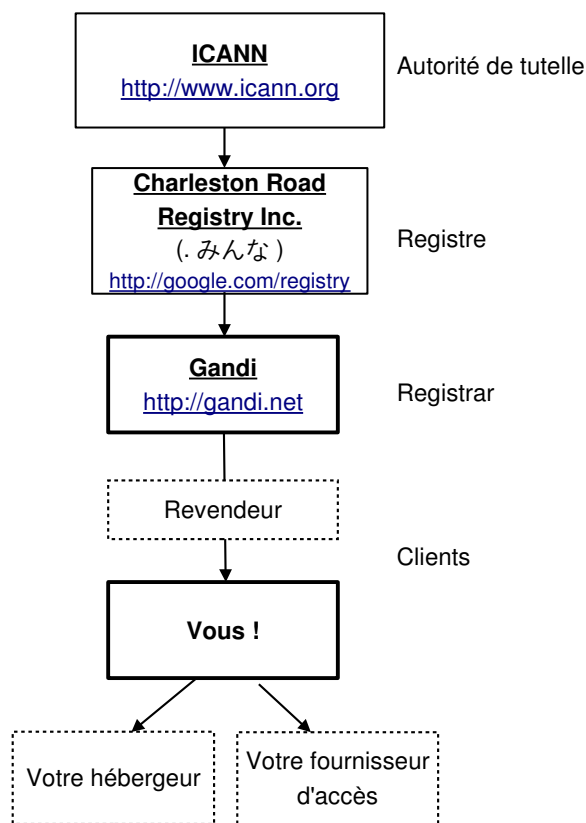 ICANN
http://www.icann.org
Autorité de tutelle
Charleston Road
Registry Inc.
(. みんな )
http://google.com/registry
Registre
Gandi
http://gandi.net
Registrar
Revendeur
Clients
Vous !
Votre hébergeur
Votre fournisseur
d'accès